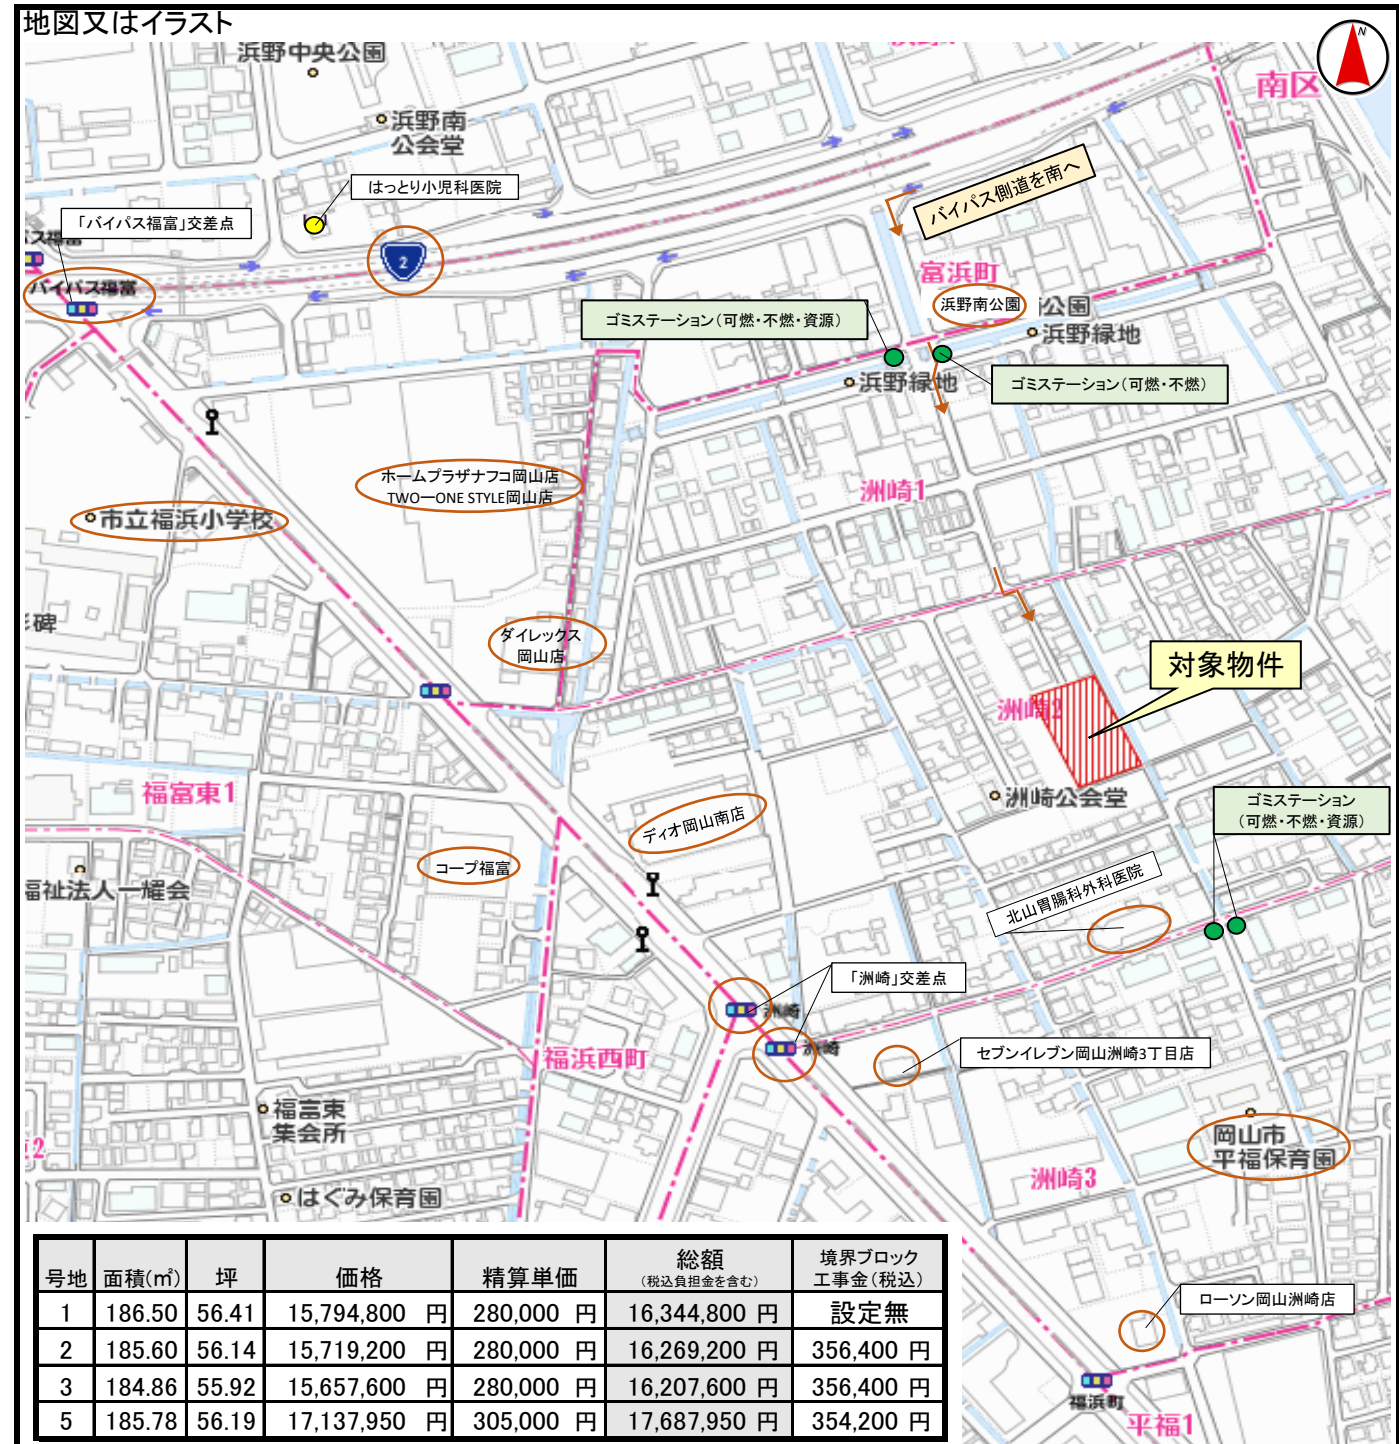 地図又はイラスト
N
浜野中央公園
南区
浜野南
公会堂
はっとり小児科医院
「バイパス福富」交差点
バイパス側道を南へ
2
バイパス福富
富浜町
浜野南公園
公園
浜野緑地
ゴミステーション(可燃・不燃・資源)
浜野緑地
ゴミステーション(可燃・不燃)
ホームプラザナフコ岡山店
TWO-ONE STYLE岡山店
洲崎1
市立福浜小学校
碑
ダイレックス
岡山店
対象物件
洲崎2
福富東1
洲崎公会堂
ゴミステーション
(可燃・不燃・資源)
ディオ岡山南店
コープ福富
福祉法人一耀会
北山胃腸科外科医院
「洲崎」交差点
洲崎
洲崎
福浜西町
セブンイレブン岡山洲崎3丁目店
福富東
集会所
岡山市
平福保育園
2
はぐみ保育園
洲崎3
ローソン岡山洲崎店
福浜町
平福1
号地 面積(㎡) 坪 価格 精算単価 総額 (税込負担金を含む) 境界ブロック 工事金(税込)
1 186.50 56.41 15,794,800 円 280,000 円 16,344,800 円 設定無
2 185.60 56.14 15,719,200 円 280,000 円 16,269,200 円 356,400 円
3 184.86 55.92 15,657,600 円 280,000 円 16,207,600 円 356,400 円
5 185.78 56.19 17,137,950 円 305,000 円 17,687,950 円 354,200 円